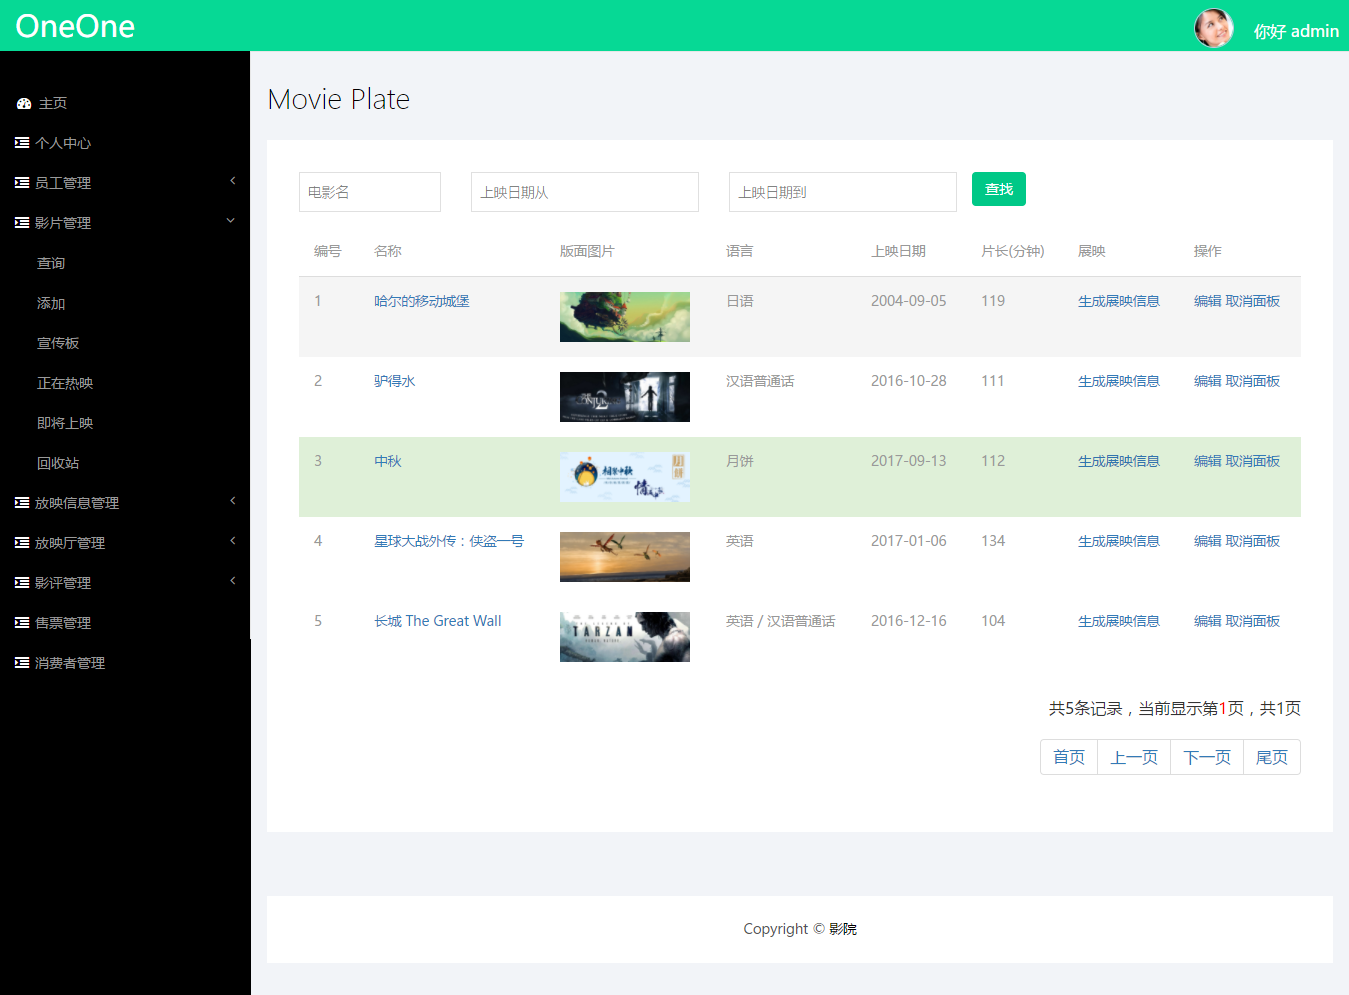 OneOne
你好 admin
主页
个人中心
员工管理
影片管理
查询
添加
宣传板
正在热映
即将上映
回收站
放映信息管理
放映厅管理
影评管理
售票管理
消费者管理
Movie Plate
电影名 上映日期从 上映日期到 查找
编号 名称 版面图片 语言 上映日期 片长(分钟) 展映 操作
1 哈尔的移动城堡 日语 2004-09-05 119 生成展映信息 编辑 取消面板
2 驴得水 汉语普通话 2016-10-28 111 生成展映信息 编辑 取消面板
3 中秋 月饼 2017-09-13 112 生成展映信息 编辑 取消面板
相聚中秋
月饼
4 星球大战外传：侠盗一号 英语 2017-01-06 134 生成展映信息 编辑 取消面板
5 长城 The Great Wall 英语 / 汉语普通话 2016-12-16 104 生成展映信息 编辑 取消面板
TARZAN
共5条记录，当前显示第1页，共1页
首页 上一页 下一页 尾页
Copyright © 影院